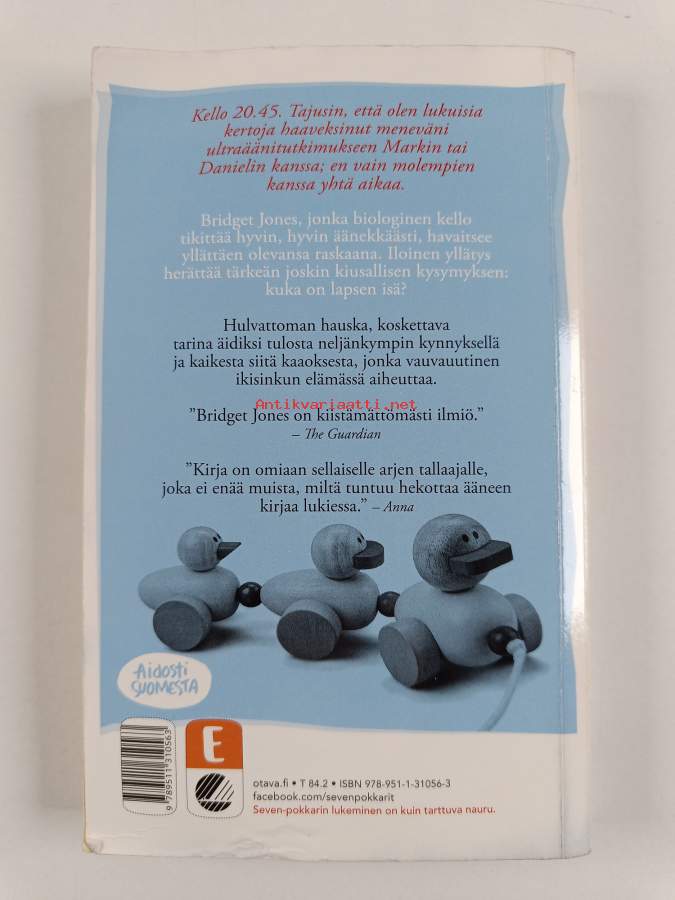 Kello 20.45. Tajusin, että olen lukuisia
kertoja haaveksinut meneväni
ultraäänitutkimukseen Markin tai
Danielin kanssa; en vain molempien
kanssa yhtä aikaa.
Bridget Jones, jonka biologinen kello
tikittää hyvin, hyvin äänekkäästi, havaitsee
yllättäen olevansa raskaana. Iloinen yllätys
herättää tärkeän joskin kiusallisen kysymyksen:
kuka on lapsen isä?
Hulvattoman hauska, koskettava
tarina äidiksi tulosta neljänkympin kynnyksellä
ja kaikesta siitä kaaoksesta, jonka vauvauutinen
ikisinkun elämässä aiheuttaa.
Antikvariaatti.net
”Bridget Jones on kiistämättömästi ilmiö.”
– The Guardian
”Kirja on omiaan sellaiselle arjen tallaajalle,
joka ei enää muista, miltä tuntuu hekottaa ääneen
kirjaa lukiessa.” – Anna
Aidosti
SUOMESTA
E
9 789511 310563
otava.fi • T 84.2 • ISBN 978-951-1-31056-3
facebook.com/sevenpokkarit
Seven-pokkarin lukeminen on kuin tarttuva nauru.